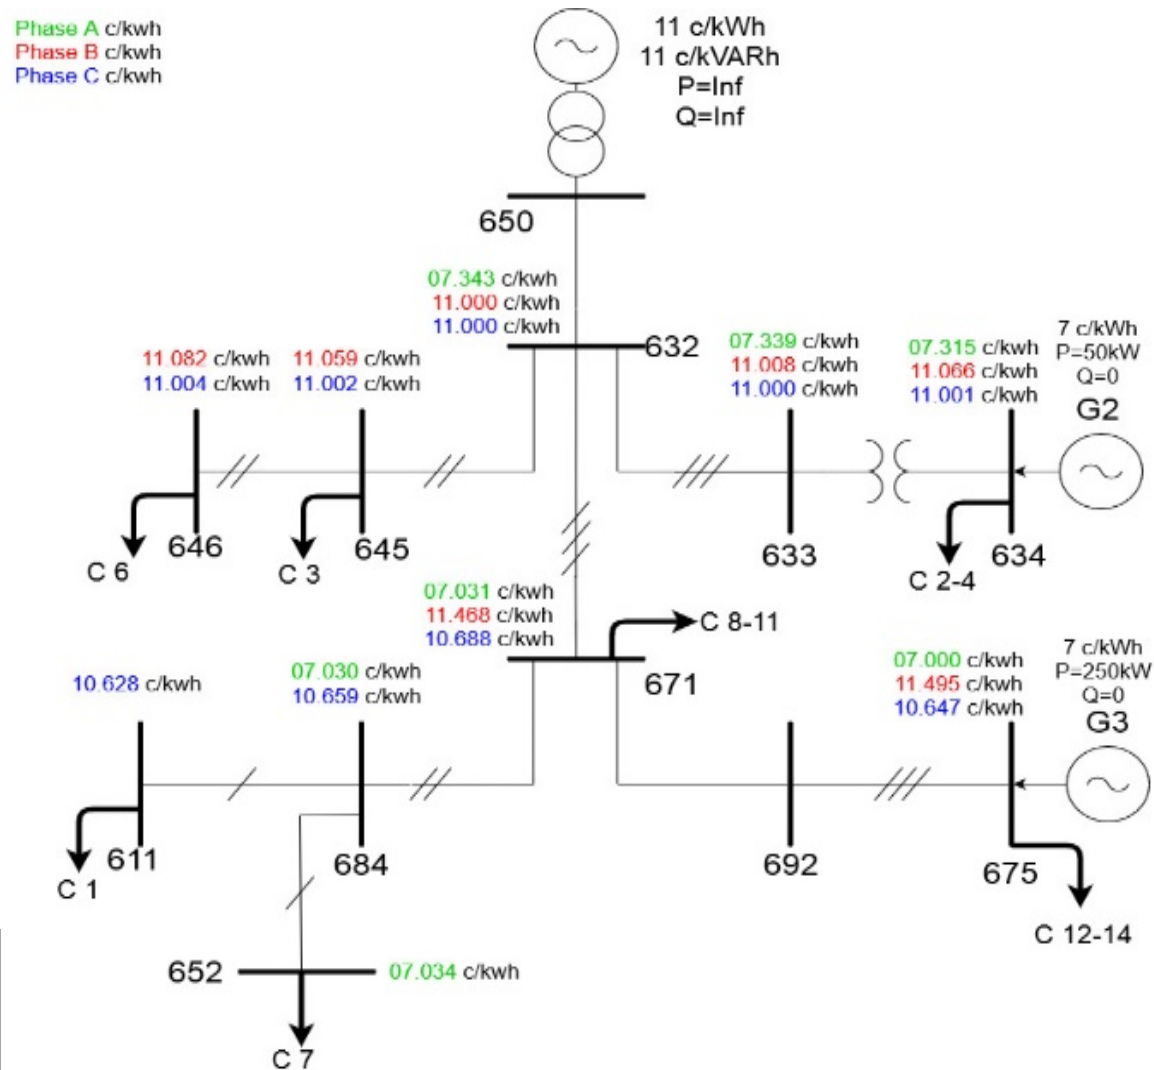 Phase A c/kwh
Phase B c/kwh
Phase C c/kwh
11 c/kWh
11 c/kVARh
P=Inf
Q=Inf
650
07.343 c/kwh
11.000 c/kwh
11.000 c/kwh
632
11.082 c/kwh
11.004 c/kwh
11.059 c/kwh
11.002 c/kwh
07.339 c/kwh
11.008 c/kwh
11.000 c/kwh
07.315 c/kwh
11.066 c/kwh
11.001 c/kwh
7 c/kWh
P=50kW
Q=0
G2
646
645
633
634
C 6
C 3
C 2-4
07.031 c/kwh
11.468 c/kwh
10.688 c/kwh
C 8-11
671
10.628 c/kwh
07.030 c/kwh
10.659 c/kwh
07.000 c/kwh
11.495 c/kwh
10.647 c/kwh
7 c/kWh
P=250kW
Q=0
G3
611
684
692
675
C 1
C 12-14
652
07.034 c/kwh
C 7